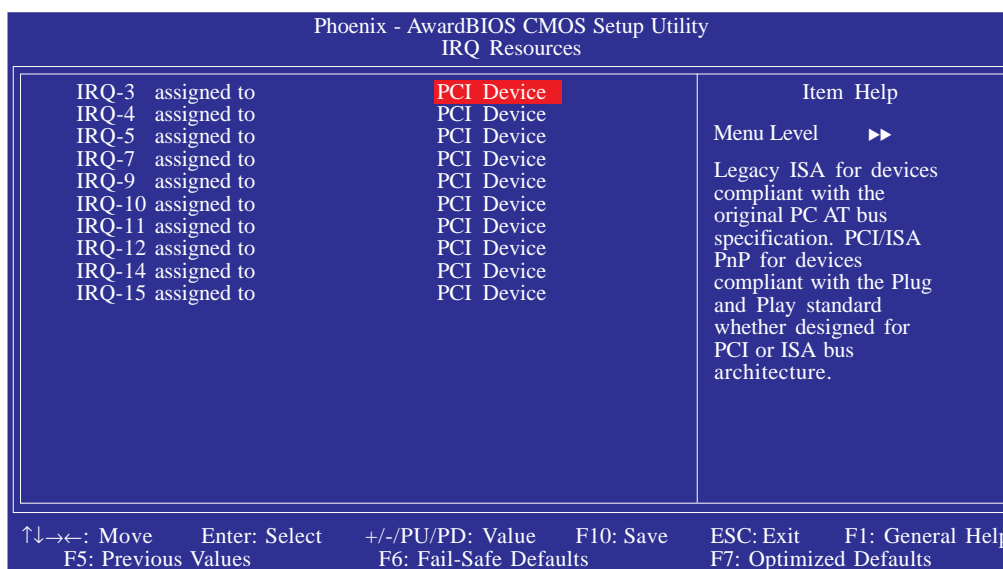 Phoenix - AwardBIOS CMOS Setup Utility
IRQ Resources
IRQ-3 assigned to PCI Device
IRQ-4 assigned to PCI Device
IRQ-5 assigned to PCI Device
IRQ-7 assigned to PCI Device
IRQ-9 assigned to PCI Device
IRQ-10 assigned to PCI Device
IRQ-11 assigned to PCI Device
IRQ-12 assigned to PCI Device
IRQ-14 assigned to PCI Device
IRQ-15 assigned to PCI Device
Item Help
Menu Level ▶▶
Legacy ISA for devices
compliant with the
original PC AT bus
specification. PCI/ISA
PnP for devices
compliant with the Plug
and Play standard
whether designed for
PCI or ISA bus
architecture.
↑↓→←: Move Enter: Select +/-/PU/PD: Value F10: Save ESC: Exit F1: General Help
F5: Previous Values F6: Fail-Safe Defaults F7: Optimized Defaults